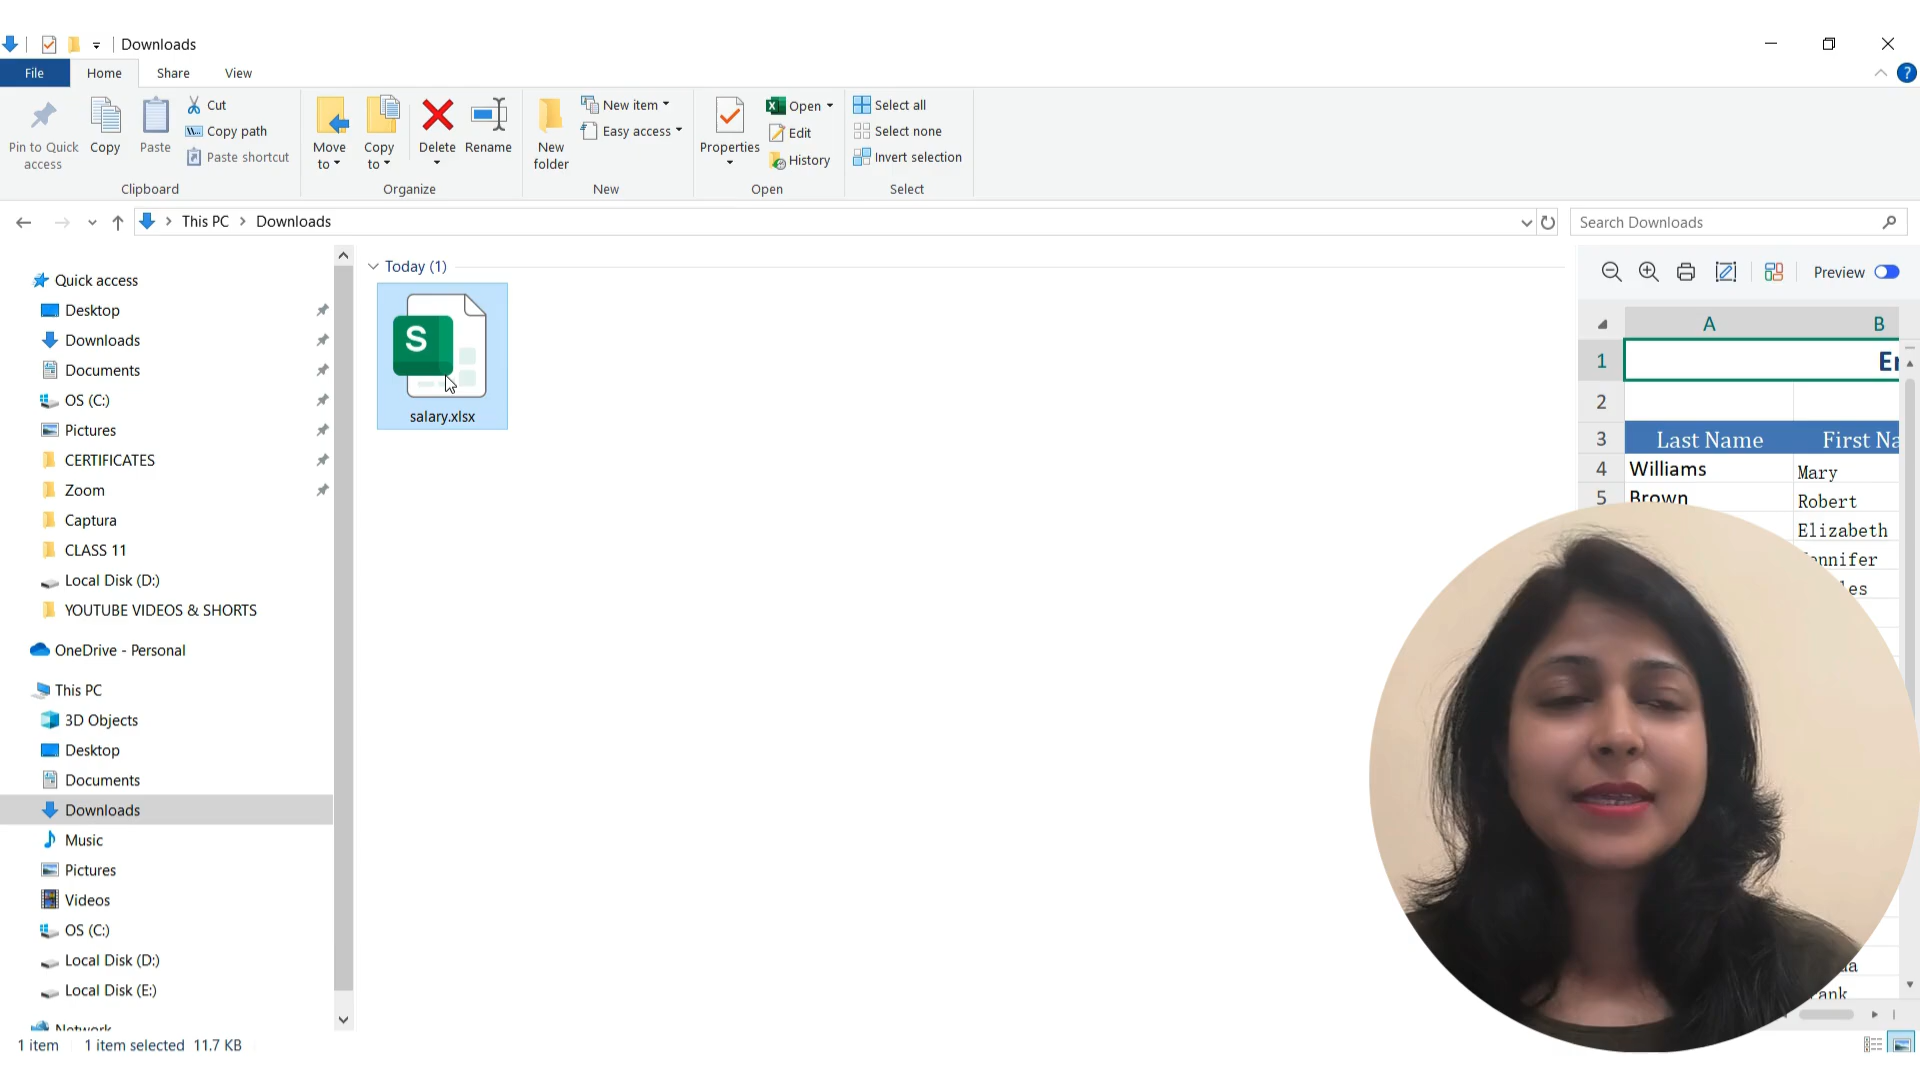 Downloads
File Home Share View
Pin to Quick access
Copy
Paste
Cut
Copy path
Paste shortcut
Clipboard
Move to
Copy to
Delete
Rename
Organize
New folder
New item
Easy access
New
Properties
Open
Edit
History
Open
Select all
Select none
Invert selection
Select
This PC > Downloads
Search Downloads
Quick access
Desktop
Downloads
Documents
OS (C:)
Pictures
CERTIFICATES
Zoom
Captura
CLASS 11
Local Disk (D:)
YOUTUBE VIDEOS & SHORTS
OneDrive - Personal
This PC
3D Objects
Desktop
Documents
Downloads
Music
Pictures
Videos
OS (C:)
Local Disk (D:)
Local Disk (E:)
Network
Today (1)
S
salary.xlsx
Preview
A B
1
2
3 Last Name First Na
4 Williams Mary
5 Brown Robert
Elizabeth
1 item 1 item selected 11.7 KB